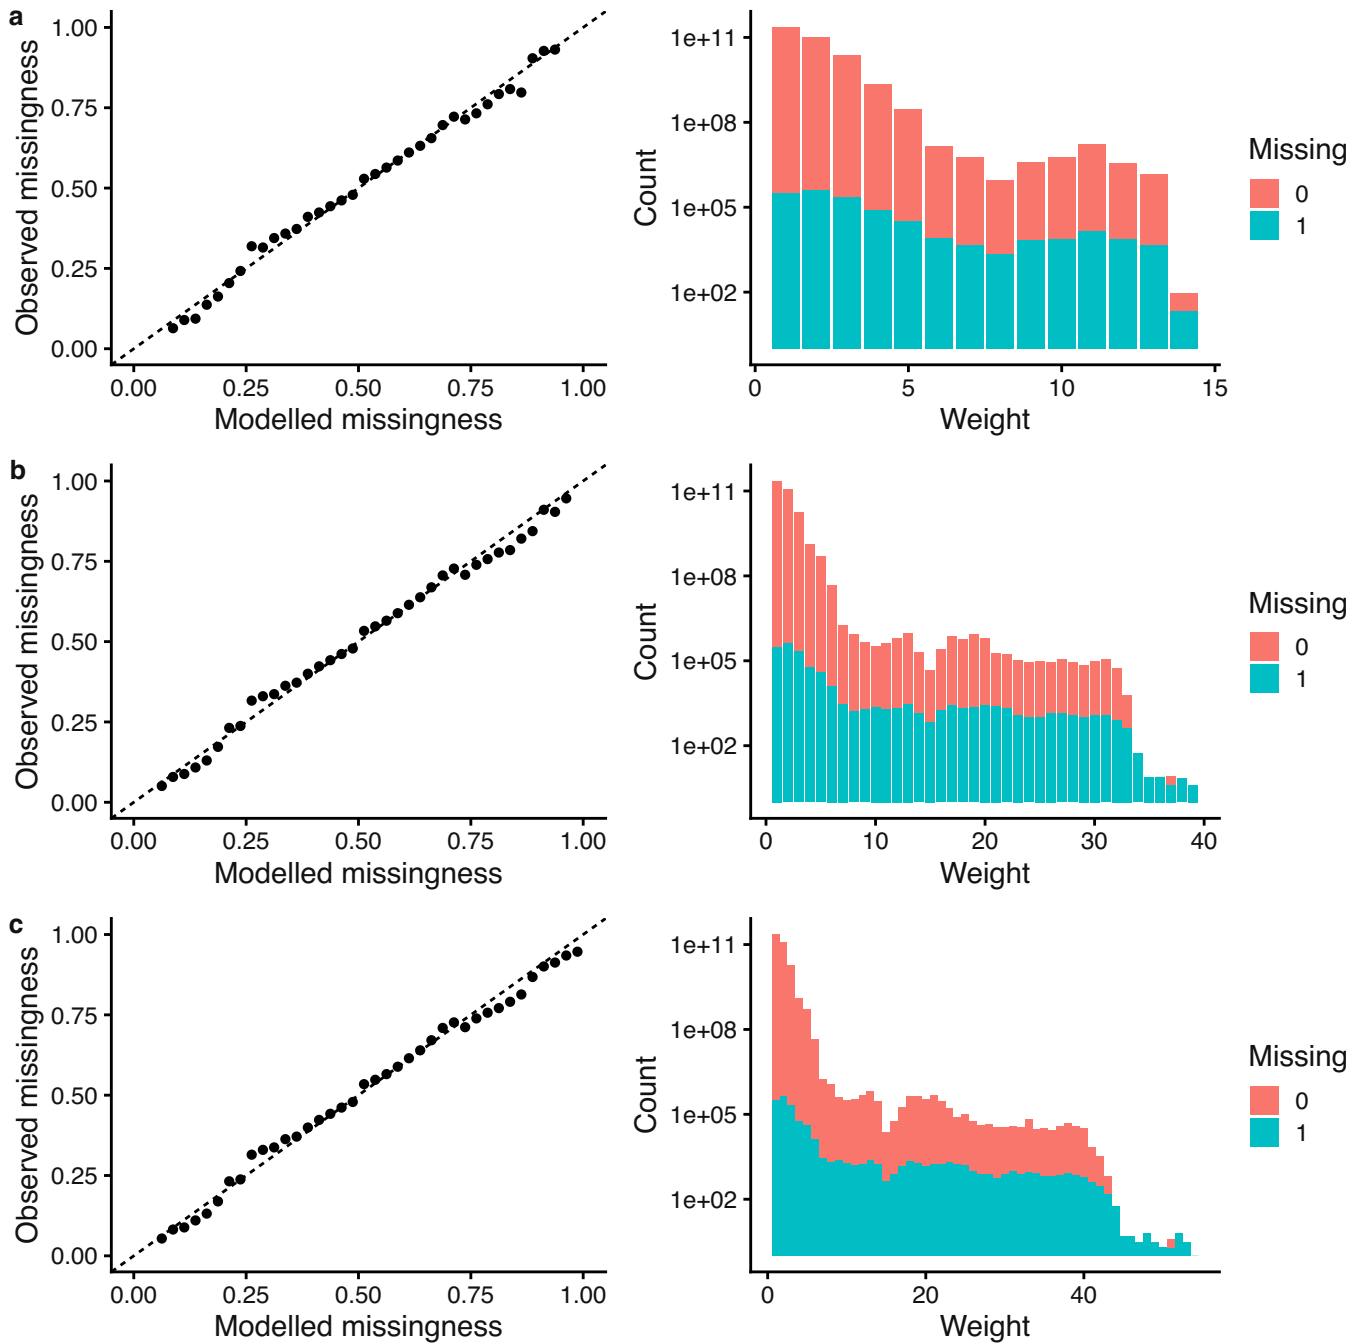 a
Observed missingness
1.00
0.75
0.50
0.25
0.00
0.00 0.25 0.50 0.75 1.00
Modelled missingness
Count
1e+11
1e+08
1e+05
1e+02
0 5 10 15
Weight
Missing
0
1
b
Observed missingness
1.00
0.75
0.50
0.25
0.00
0.00 0.25 0.50 0.75 1.00
Modelled missingness
Count
1e+11
1e+08
1e+05
1e+02
0 10 20 30 40
Weight
Missing
0
1
c
Observed missingness
1.00
0.75
0.50
0.25
0.00
0.00 0.25 0.50 0.75 1.00
Modelled missingness
Count
1e+11
1e+08
1e+05
1e+02
0 20 40
Weight
Missing
0
1